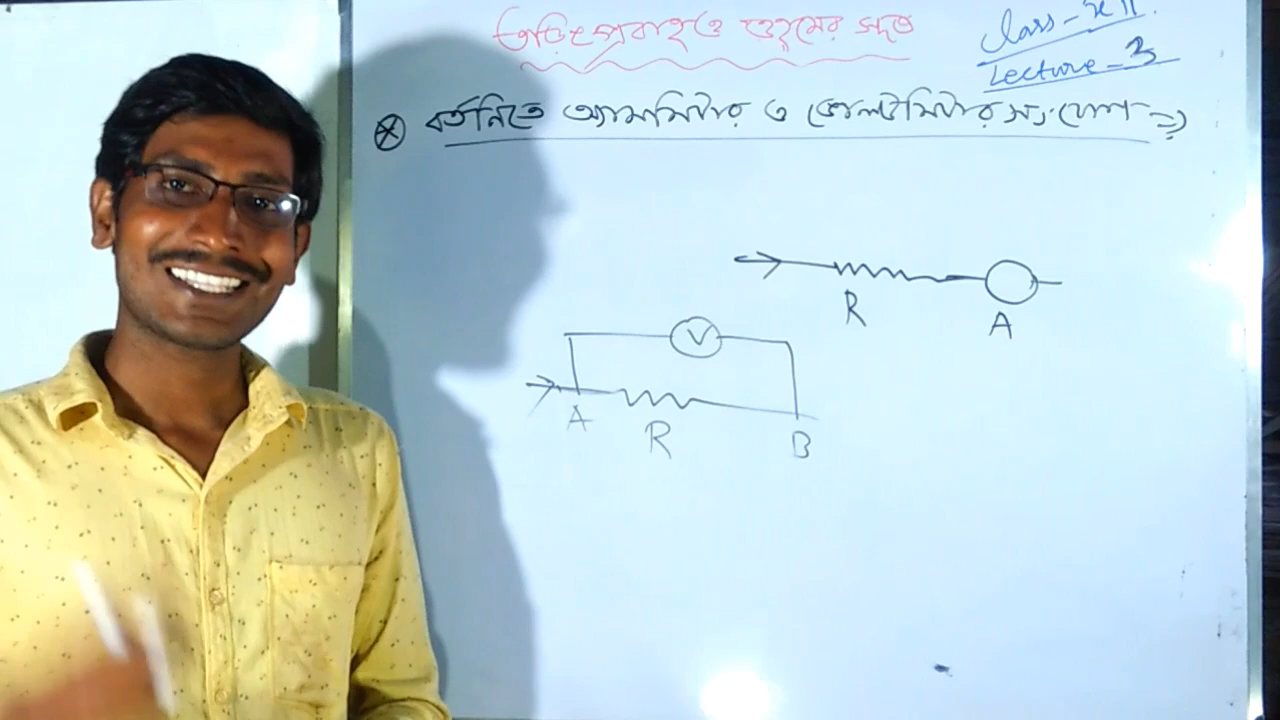 তড়িৎপ্রবাহ ও ওহমের সূত্র
Class - XII.
Lecture - 3
বর্তনিতে অ্যামমিটার ও ভোল্টমিটার সংযোগ ⇒
R
A
V
A
R
B